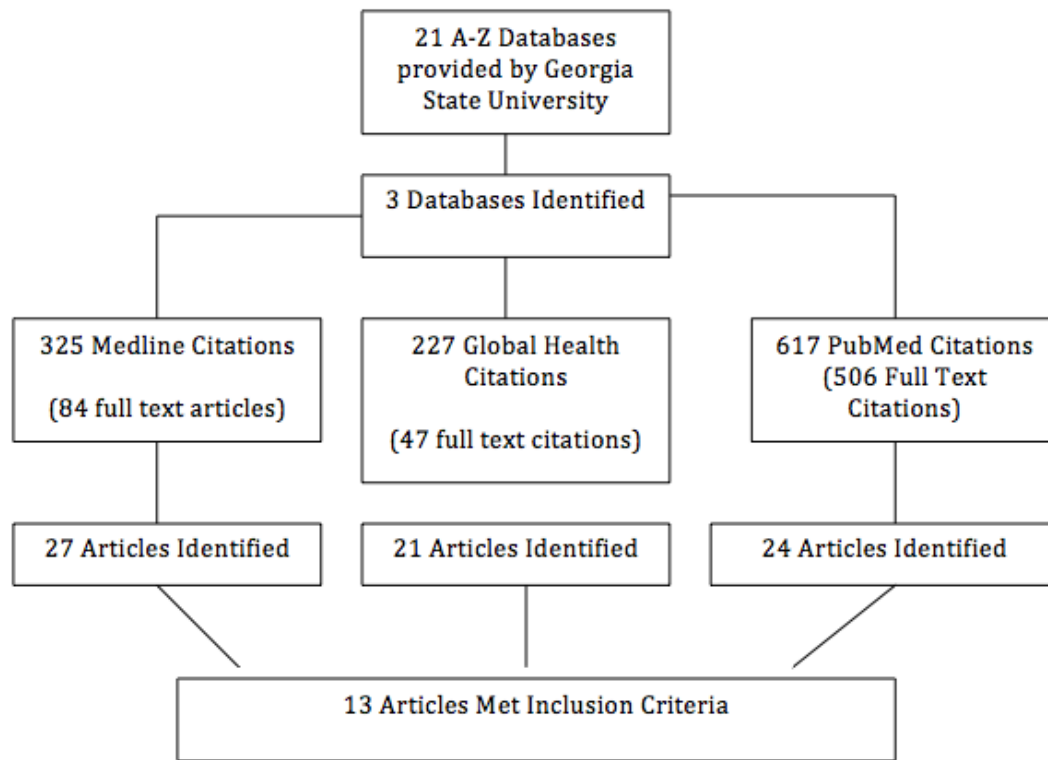 21 A-Z Databases
provided by Georgia
State University
3 Databases Identified
325 Medline Citations
(84 full text articles)
227 Global Health
Citations
(47 full text citations)
617 PubMed Citations
(506 Full Text
Citations)
27 Articles Identified
21 Articles Identified
24 Articles Identified
13 Articles Met Inclusion Criteria